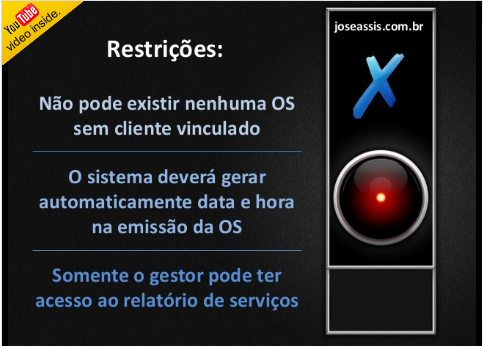 YouTube
video inside.
joseassis.com.br
Restrições:
X
Não pode existir nenhuma OS
sem cliente vinculado
O sistema deverá gerar
automaticamente data e hora
na emissão da OS
Somente o gestor pode ter
acesso ao relatório de serviços